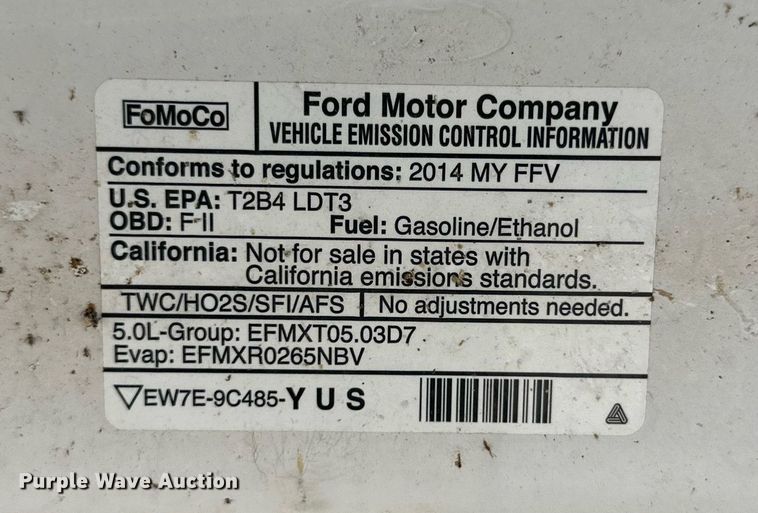 FoMoCo
Ford Motor Company
VEHICLE EMISSION CONTROL INFORMATION
Conforms to regulations: 2014 MY FFV
U.S. EPA: T2B4 LDT3
OBD: F-II Fuel: Gasoline/Ethanol
California: Not for sale in states with
California emissions standards.
TWC/HO2S/SFI/AFS No adjustments needed.
5.0L-Group: EFMXT05.03D7
Evap: EFMXR0265NBV
EW7E-9C485-Y U S
Purple Wave Auction